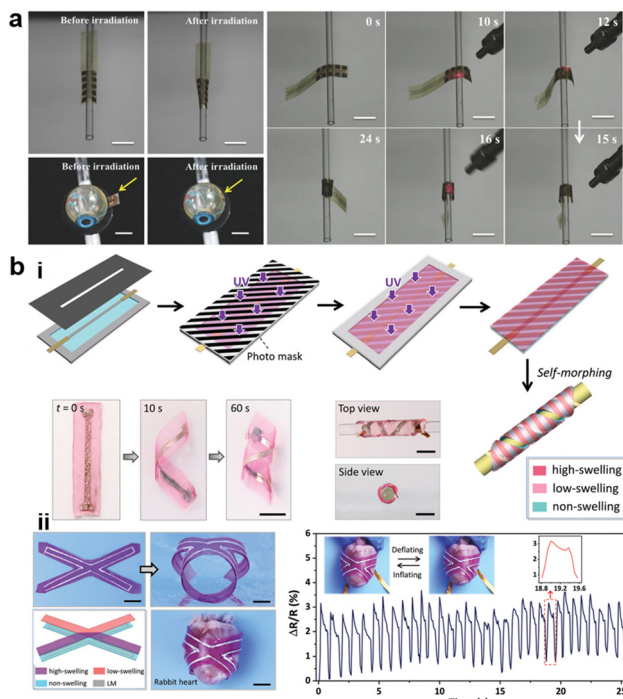 a
Before irradiation
After irradiation
0 s
10 s
12 s
Before irradiation
After irradiation
24 s
16 s
15 s
b
i
UV
UV
Photo mask
Self-morphing
t = 0 s
10 s
60 s
Top view
Side view
high-swelling
low-swelling
non-swelling
ii
high-swelling
low-swelling
non-swelling
LM
Rabbit heart
ΔR/R (%)
6
5
4
3
2
1
0
Deflating
Inflating
3
2
1
18.8
19.2
19.6
0
5
10
15
20